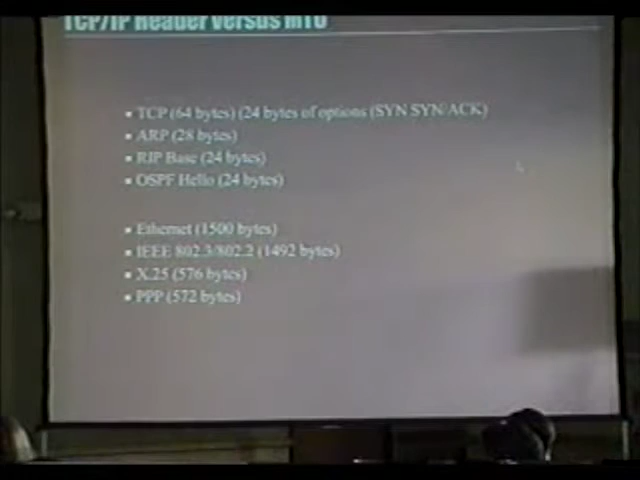 TCP/IP Header versus MTU
TCP (64 bytes) (24 bytes of options (SYN SYN/ACK)
ARP (28 bytes)
RIP Base (24 bytes)
OSPF Hello (24 bytes)
Ethernet (1500 bytes)
IEEE 802.3/802.2 (1492 bytes)
X.25 (576 bytes)
PPP (572 bytes)